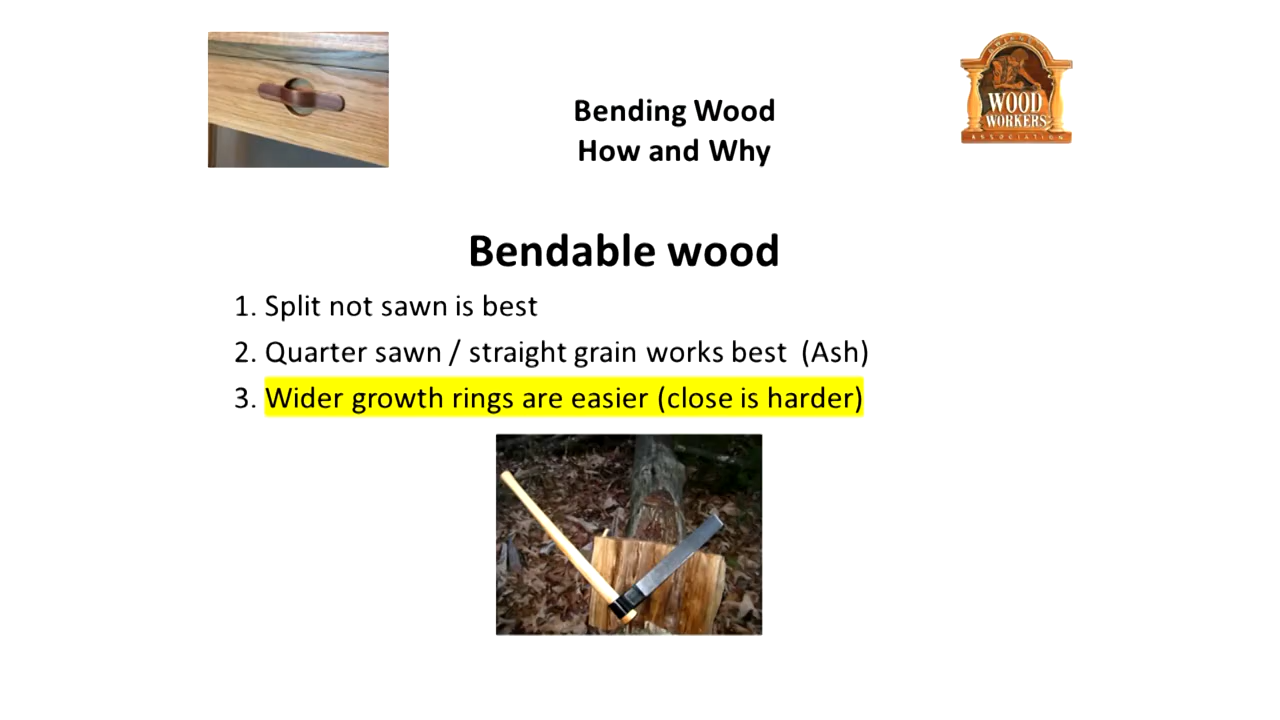 Bending Wood
How and Why
WOOD
WORKERS
ASSOCIATION
Bendable wood
1. Split not sawn is best
2. Quarter sawn / straight grain works best (Ash)
3. Wider growth rings are easier (close is harder)